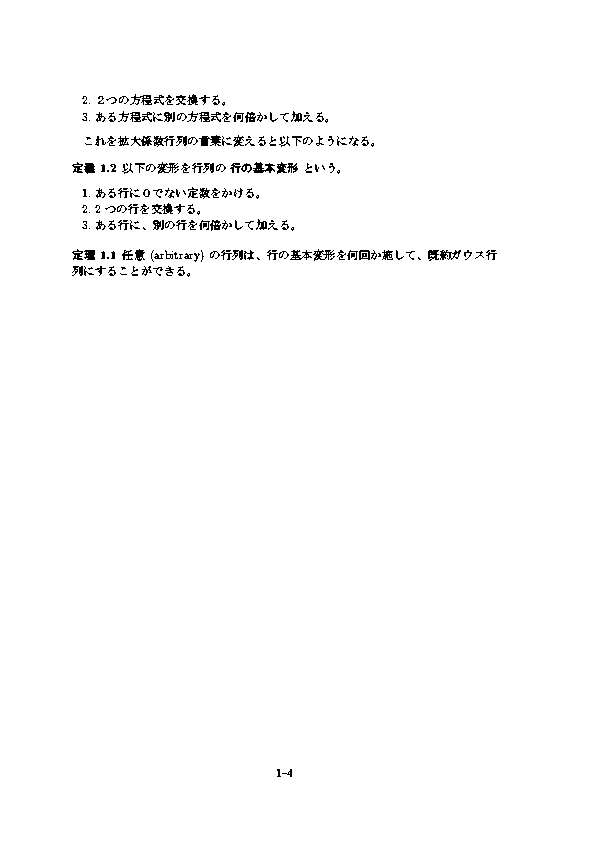 2. 2つの方程式を交換する。
3. ある方程式に別の方程式を何倍かして加える。
これを拡大係数行列の言葉に変えると以下のようになる。
定義 1.2 以下の変形を行列の 行の基本変形 という。
1. ある行に0でない定数をかける。
2. 2つの行を交換する。
3. ある行に、別の行を何倍かして加える。
定理 1.1 任意 (arbitrary) の行列は、行の基本変形を何回か施して、既約ガウス行
列にすることができる。
1–4